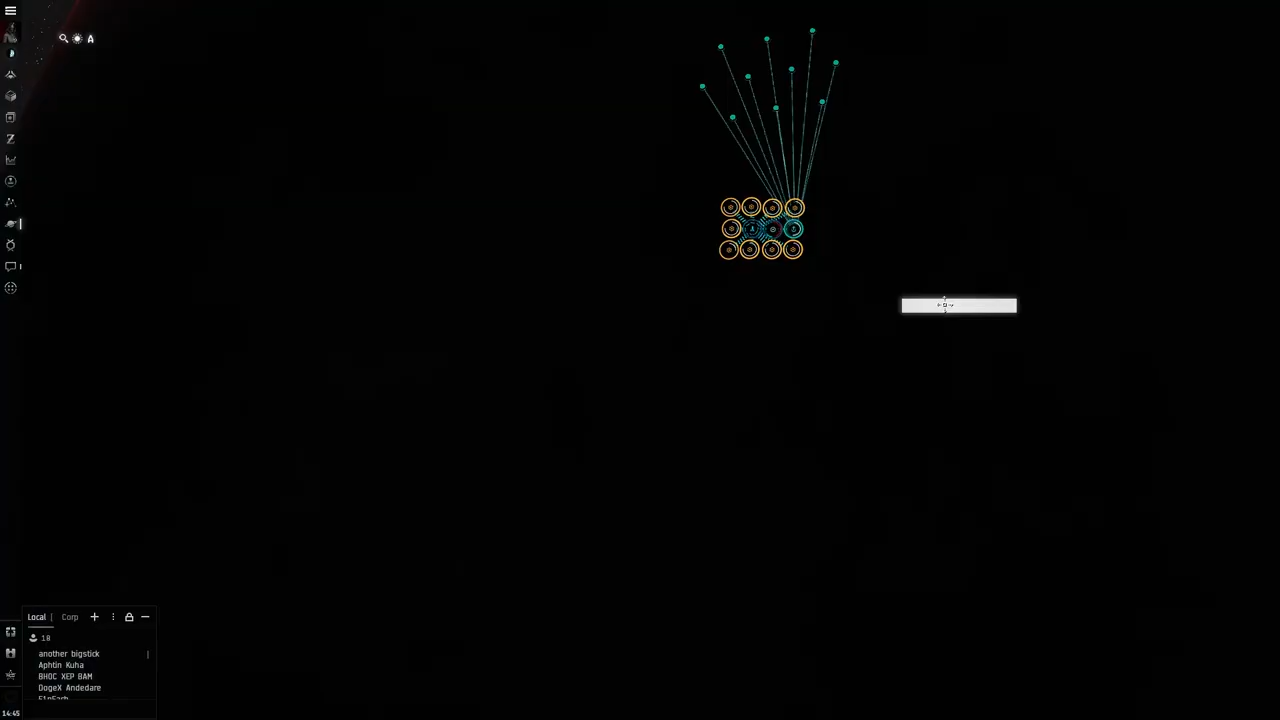 A
Z
Local | Corp
18
another bigstick
Aphtin Kuha
BHOC XEP BAM
DogeX Andedare
14:45